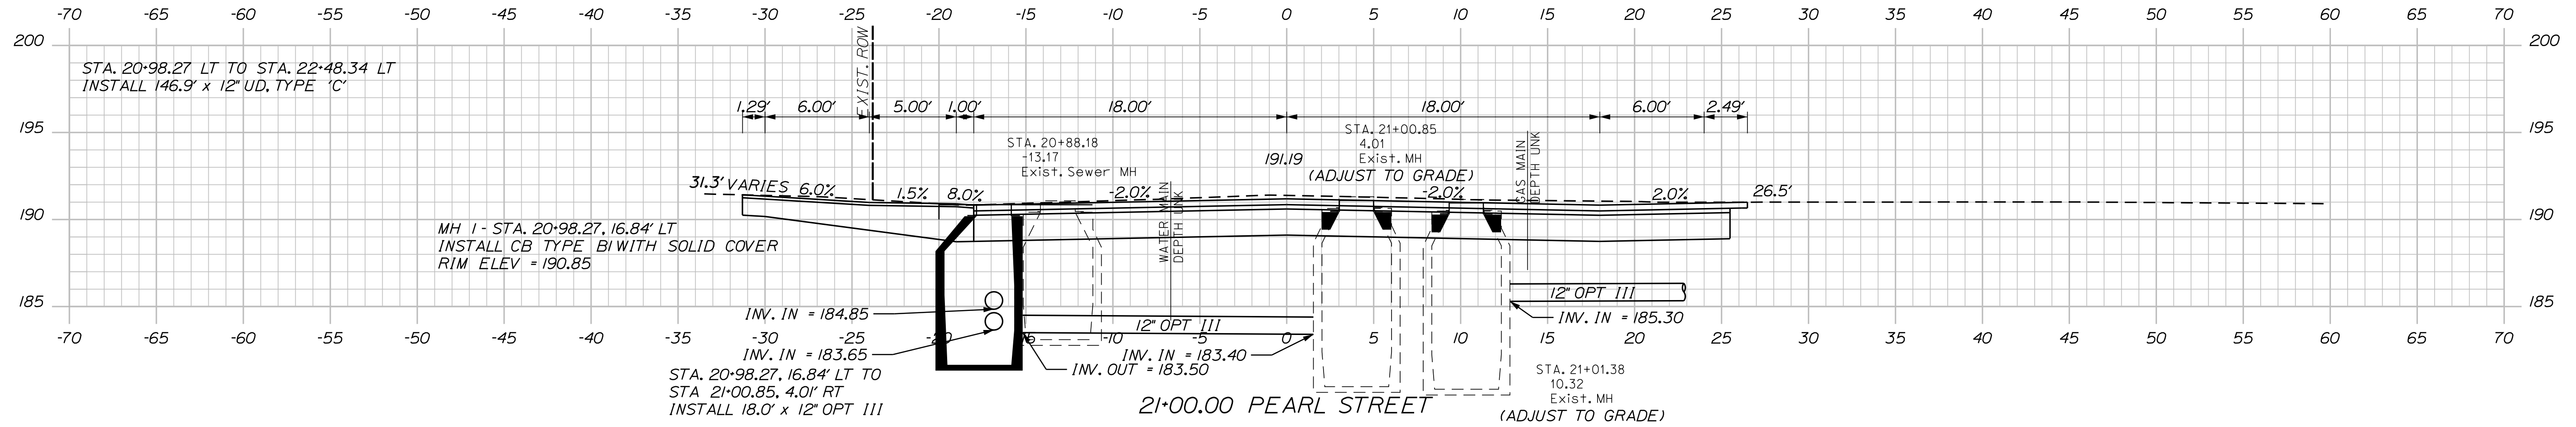 -70 -65 -60 -55 -50 -45 -40 -35 -30 -25 -20 -15 -10 -5 0 5 10 15 20 25 30 35 40 45 50 55 60 65 70
200 200
EXIST. ROW
STA. 20+98.27 LT TO STA. 22+48.34 LT
INSTALL 146.9' x 12" UD, TYPE 'C'
1.29' 6.00' 5.00' 1.00' 18.00' 18.00' 6.00' 2.49'
195 195
STA. 20+88.18
-13.17
Exist. Sewer MH
191.19
STA. 21+00.85
4.01
Exist. MH
(ADJUST TO GRADE)
GAS MAIN
DEPTH UNK
31.3' VARIES 6.0% 1.5% 8.0% -2.0% -2.0% 2.0% 26.5'
WATER MAIN
DEPTH UNK
190 190
MH 1 - STA. 20+98.27, 16.84' LT
INSTALL CB TYPE B1 WITH SOLID COVER
RIM ELEV = 190.85
185 185
12" OPT III
INV. IN = 184.85
INV. IN = 185.30
12" OPT III
-70 -65 -60 -55 -50 -45 -40 -35 -30 -25 -20 -15 -10 -5 0 5 10 15 20 25 30 35 40 45 50 55 60 65 70
INV. IN = 183.65
INV. IN = 183.40
INV. OUT = 183.50
STA. 20+98.27, 16.84' LT TO
STA 21+00.85, 4.01' RT
INSTALL 18.0' x 12" OPT III
STA. 21+01.38
10.32
Exist. MH
(ADJUST TO GRADE)
21+00.00 PEARL STREET